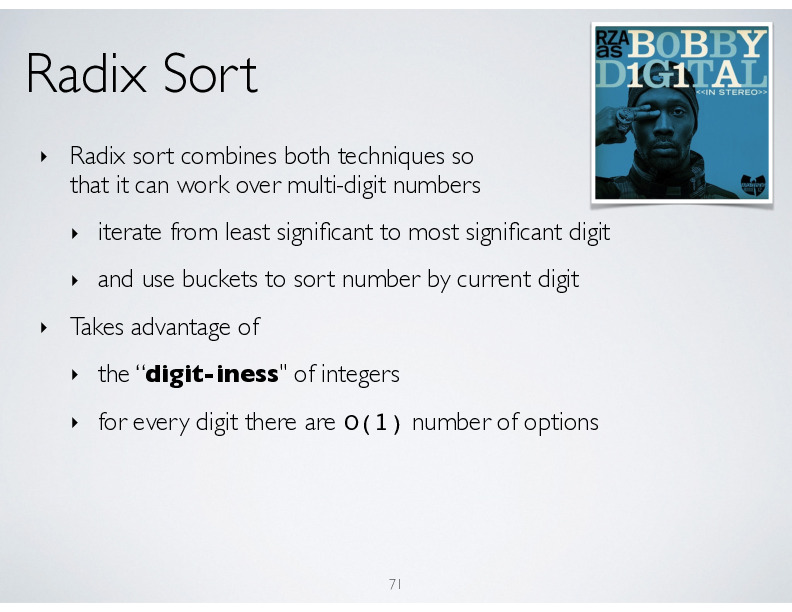 Radix Sort
RZA
as
BOBBY
D1G1TAL
<<IN STEREO>>
‣ Radix sort combines both techniques so
that it can work over multi-digit numbers
‣ iterate from least significant to most significant digit
‣ and use buckets to sort number by current digit
‣ Takes advantage of
‣ the “digit-iness" of integers
‣ for every digit there are O(1) number of options
71